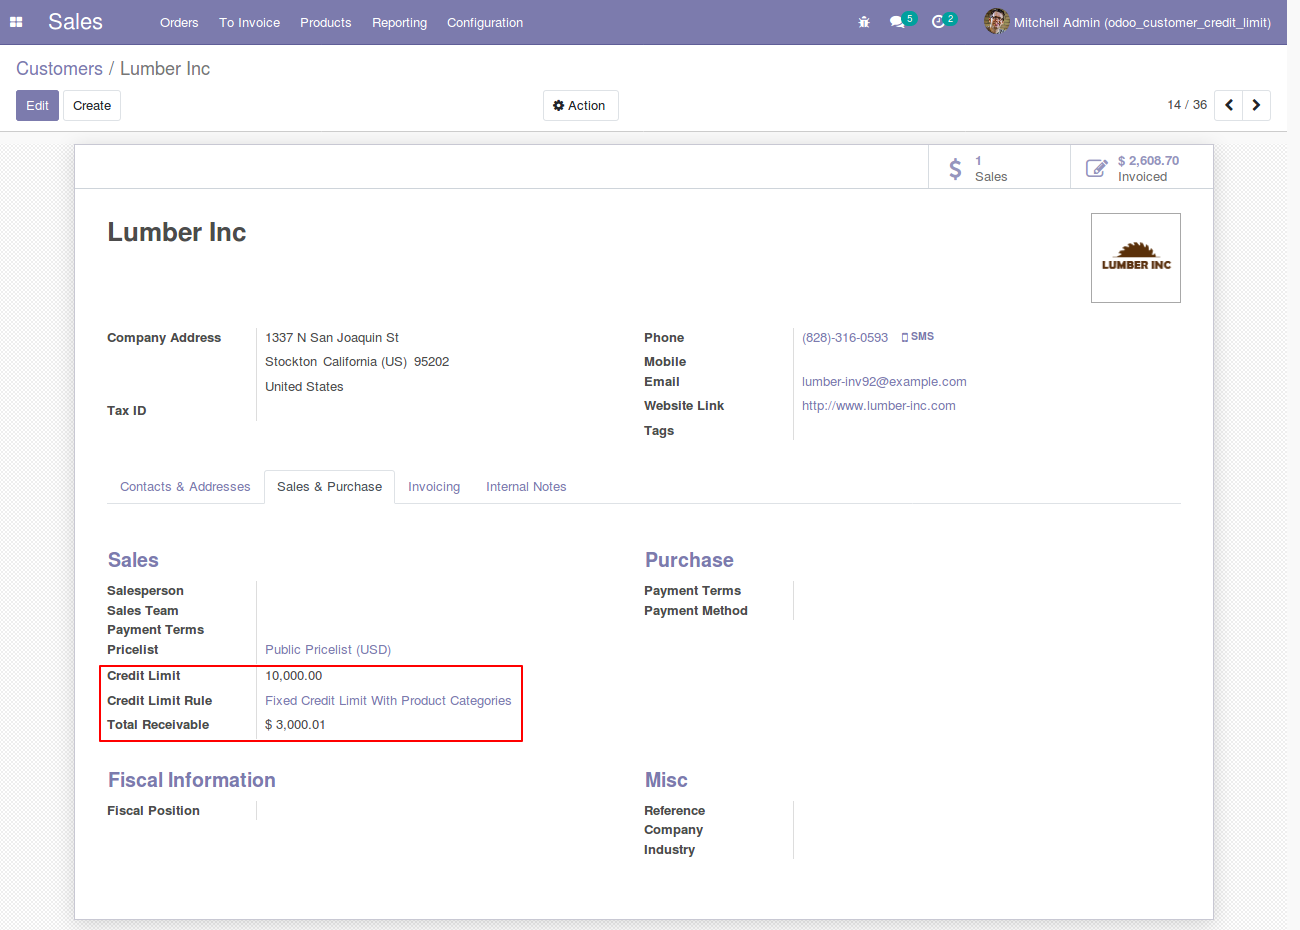 Sales Orders To Invoice Products Reporting Configuration 5 2 Mitchell Admin (odoo_customer_credit_limit)
Customers / Lumber Inc
Edit Create Action 14 / 36
1
Sales
$ 2,608.70
Invoiced
Lumber Inc
LUMBER INC
Company Address 1337 N San Joaquin St
Stockton California (US) 95202
United States
Tax ID
Phone (828)-316-0593 SMS
Mobile
Email lumber-inv92@example.com
Website Link http://www.lumber-inc.com
Tags
Contacts & Addresses Sales & Purchase Invoicing Internal Notes
Sales
Salesperson
Sales Team
Payment Terms
Pricelist Public Pricelist (USD)
Credit Limit 10,000.00
Credit Limit Rule Fixed Credit Limit With Product Categories
Total Receivable $ 3,000.01
Purchase
Payment Terms
Payment Method
Fiscal Information
Fiscal Position
Misc
Reference
Company
Industry